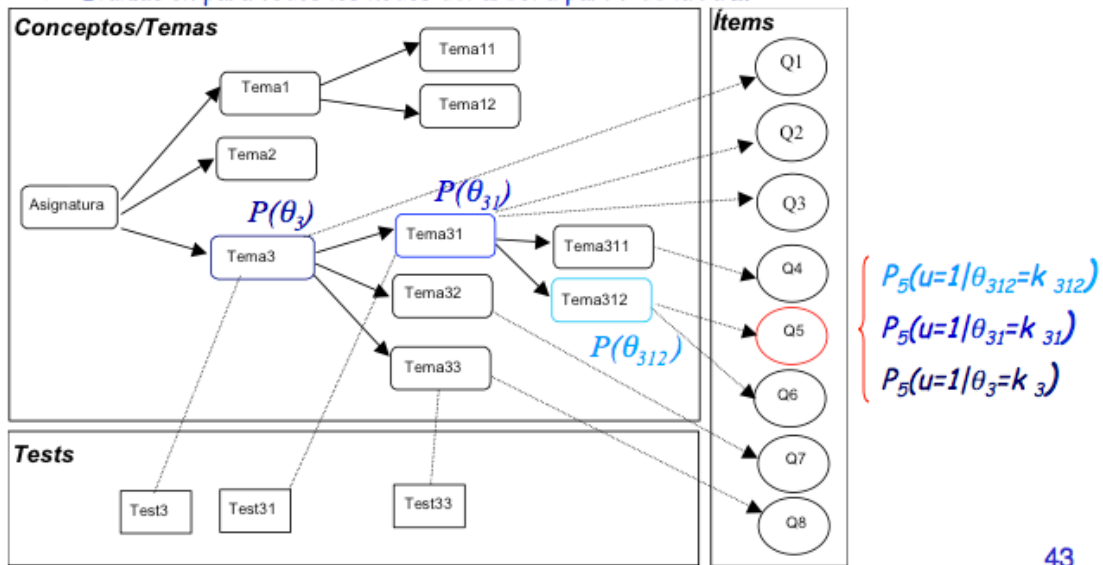 Conceptos/Temas
Ítems
Tema11
Tema1
Tema12
Tema2
Asignatura
P(θ3)
P(θ31)
Tema3
Tema31
Tema311
Tema32
Tema312
P(θ312)
Tema33
Q1
Q2
Q3
Q4
Q5
Q6
Q7
Q8
P5(u=1|θ312=k 312)
P5(u=1|θ31=k 31)
P5(u=1|θ3=k 3)
Tests
Test3
Test31
Test33
43